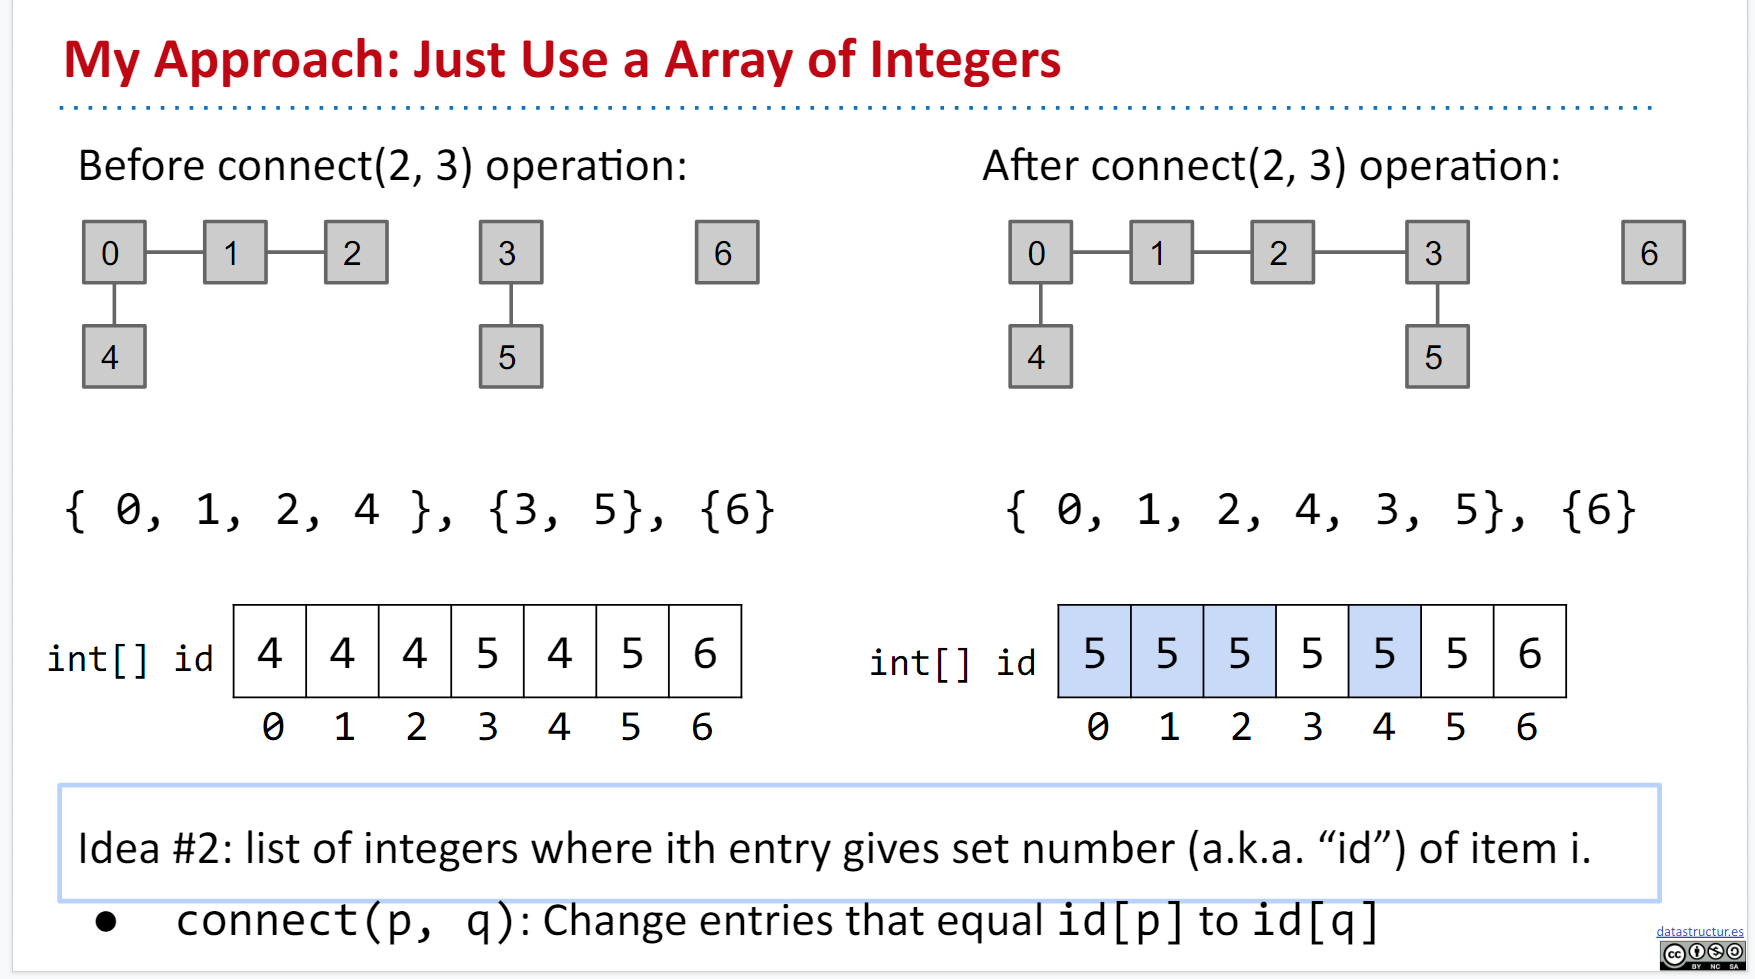 My Approach: Just Use a Array of Integers
Before connect(2, 3) operation:
0 1 2 3 6
4 5
{ 0, 1, 2, 4 }, {3, 5}, {6}
int[] id 4 4 4 5 4 5 6
0 1 2 3 4 5 6
After connect(2, 3) operation:
0 1 2 3 6
4 5
{ 0, 1, 2, 4, 3, 5}, {6}
int[] id 5 5 5 5 5 5 6
0 1 2 3 4 5 6
Idea #2: list of integers where ith entry gives set number (a.k.a. “id”) of item i.
● connect(p, q): Change entries that equal id[p] to id[q]
datastructur.es
cc
BY NC SA